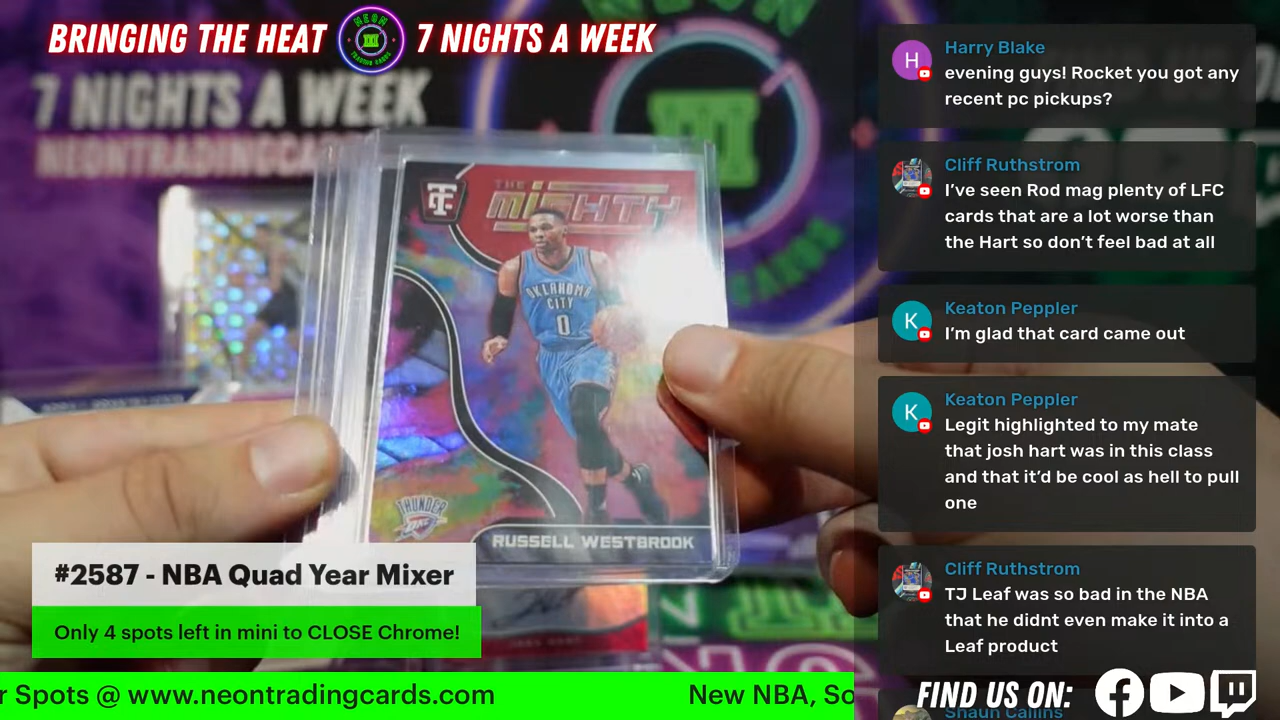 BRINGING THE HEAT
NEON
TRADING CARDS
7 NIGHTS A WEEK
7 NIGHTS A WEEK
NEONTRADINGCA
THE
MIGHTY
OKLAHOMA
CITY
0
THUNDER
OKC
RUSSELL WESTBROOK
#2587 - NBA Quad Year Mixer
Only 4 spots left in mini to CLOSE Chrome!
r Spots @ www.neontradingcards.com
New NBA, So
Harry Blake
evening guys! Rocket you got any
recent pc pickups?
Cliff Ruthstrom
I've seen Rod mag plenty of LFC
cards that are a lot worse than
the Hart so don't feel bad at all
Keaton Peppler
I'm glad that card came out
Keaton Peppler
Legit highlighted to my mate
that josh hart was in this class
and that it'd be cool as hell to pull
one
Cliff Ruthstrom
TJ Leaf was so bad in the NBA
that he didnt even make it into a
Leaf product
Shaun Callins
FIND US ON: